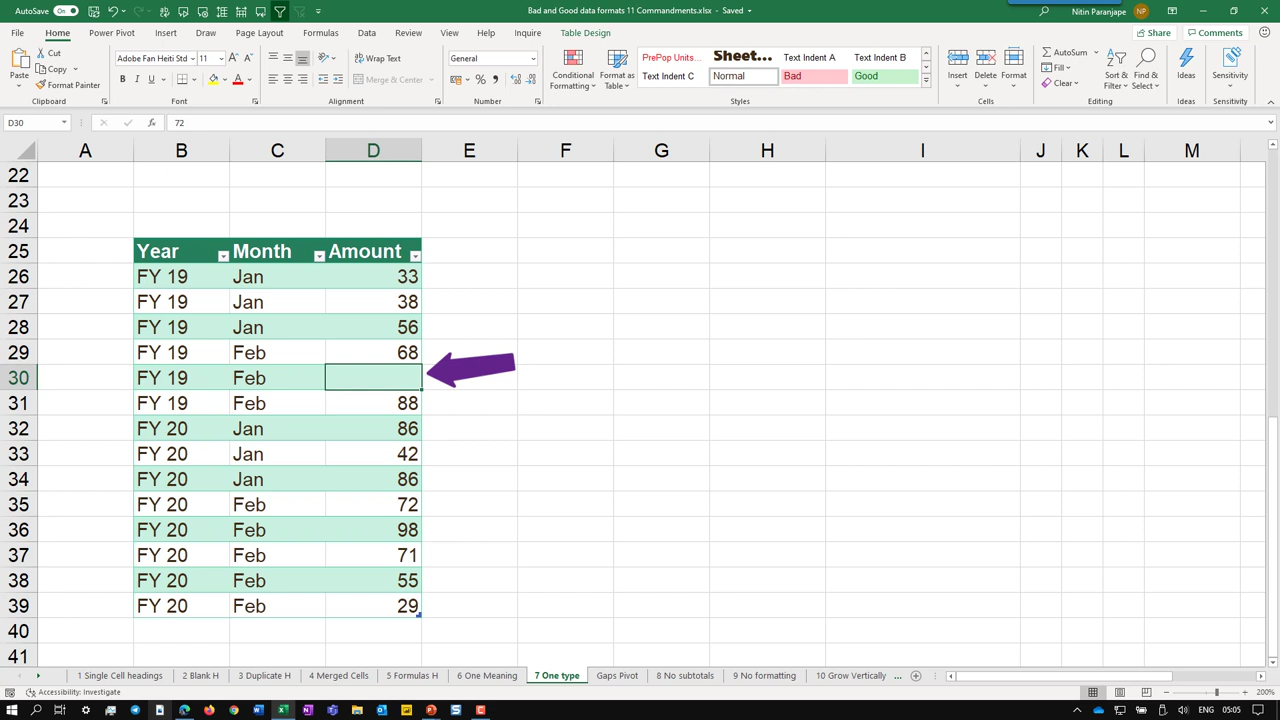 AutoSave On
Bad and Good data formats 11 Commandments.xlsx - Saved
Nitin Paranjape NP
File Home Power Pivot Insert Draw Page Layout Formulas Data Review View Help Inquire Table Design Share Comments
Paste Cut Copy Format Painter
Clipboard
Adobe Fan Heiti Std 11 A A
B I U A
Font
Wrap Text
Merge & Center
Alignment
General
$ % ,
Number
Conditional Formatting
Format as Table
PrePop Units... Sheet... Text Indent A Text Indent B
Text Indent C Normal Bad Good
Styles
Insert Delete Format
Cells
AutoSum
Fill
Clear
Sort & Filter
Find & Select
Editing
Ideas
Ideas
Sensitivity
Sensitivity
D30 fx 72
A B C D E F G H I J K L M
22
23
24
25 Year Month Amount
26 FY 19 Jan 33
27 FY 19 Jan 38
28 FY 19 Jan 56
29 FY 19 Feb 68
30 FY 19 Feb
31 FY 19 Feb 88
32 FY 20 Jan 86
33 FY 20 Jan 42
34 FY 20 Jan 86
35 FY 20 Feb 72
36 FY 20 Feb 98
37 FY 20 Feb 71
38 FY 20 Feb 55
39 FY 20 Feb 29
40
41
1 Single Cell headings 2 Blank H 3 Duplicate H 4 Merged Cells 5 Formulas H 6 One Meaning 7 One type Gaps Pivot 8 No subtotals 9 No formatting 10 Grow Vertically ...
Accessibility: Investigate 200%
ENG 05:05